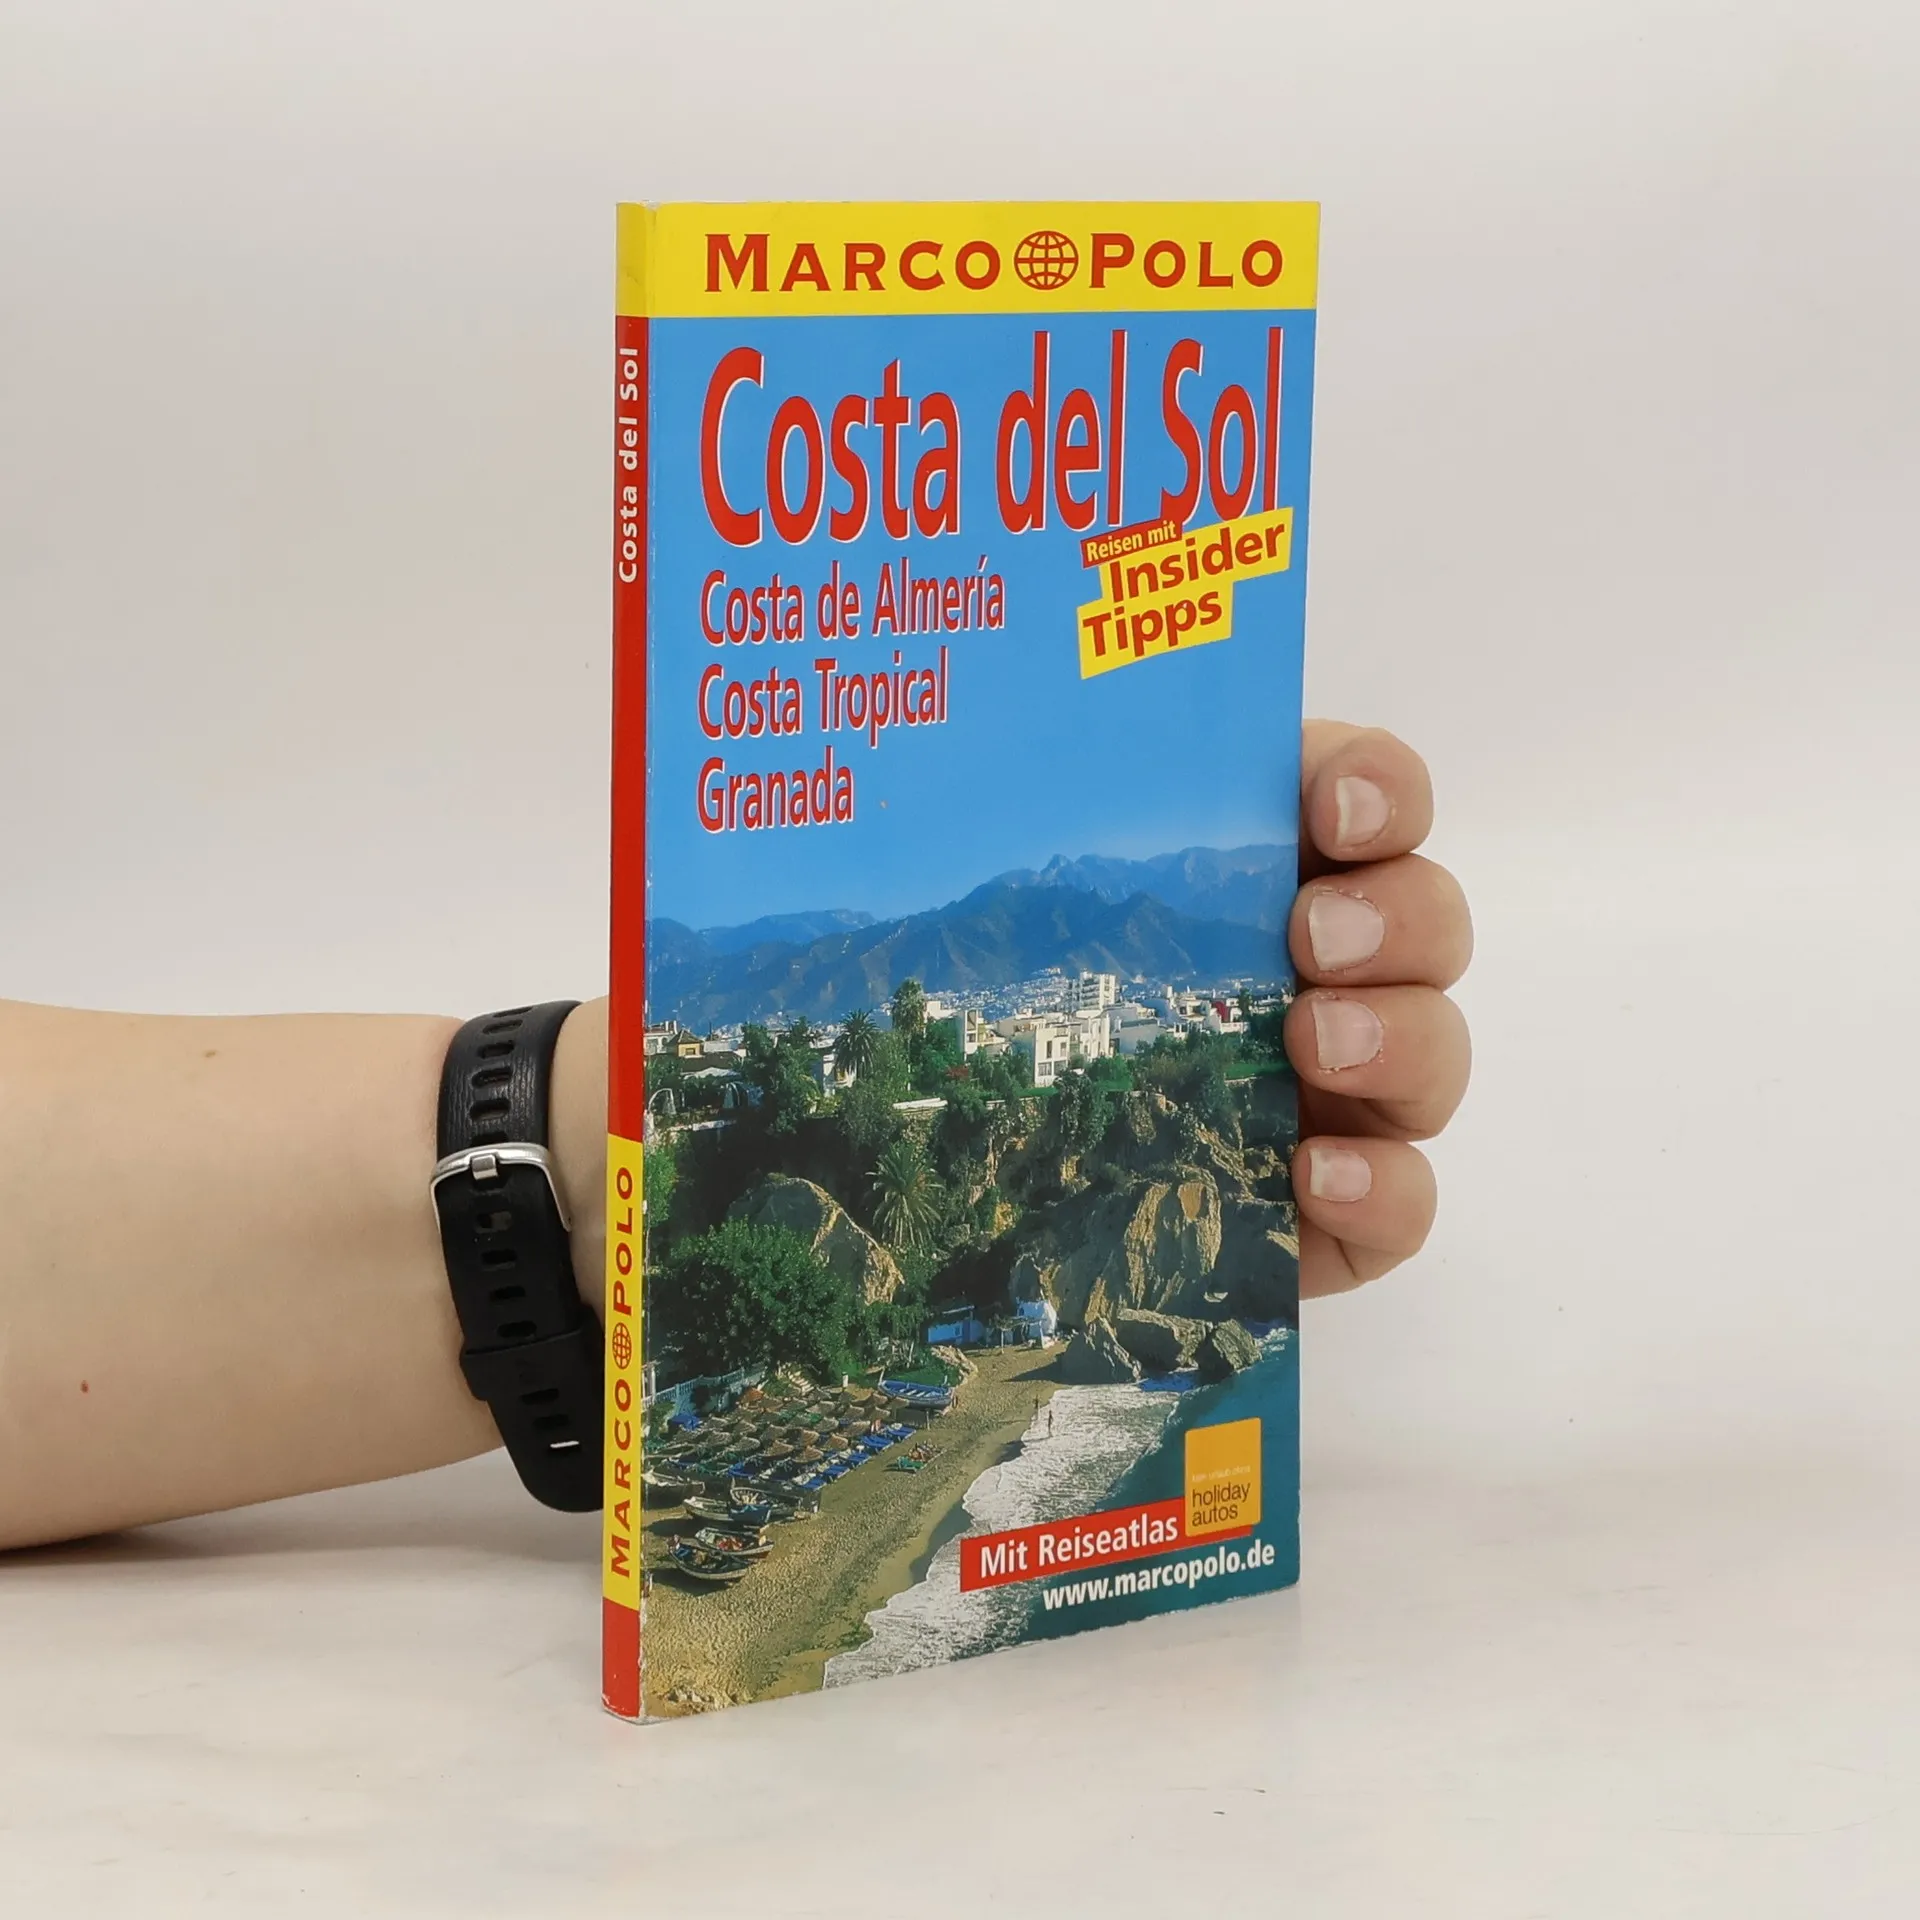 MARCO POLO
Costa del Sol
Reisen mit
Insider
Tipps
Costa de Almería
Costa Tropical
Granada
holiday
autos
Mit Reiseatlas
www.marcopolo.de
Costa del Sol
MARCO POLO